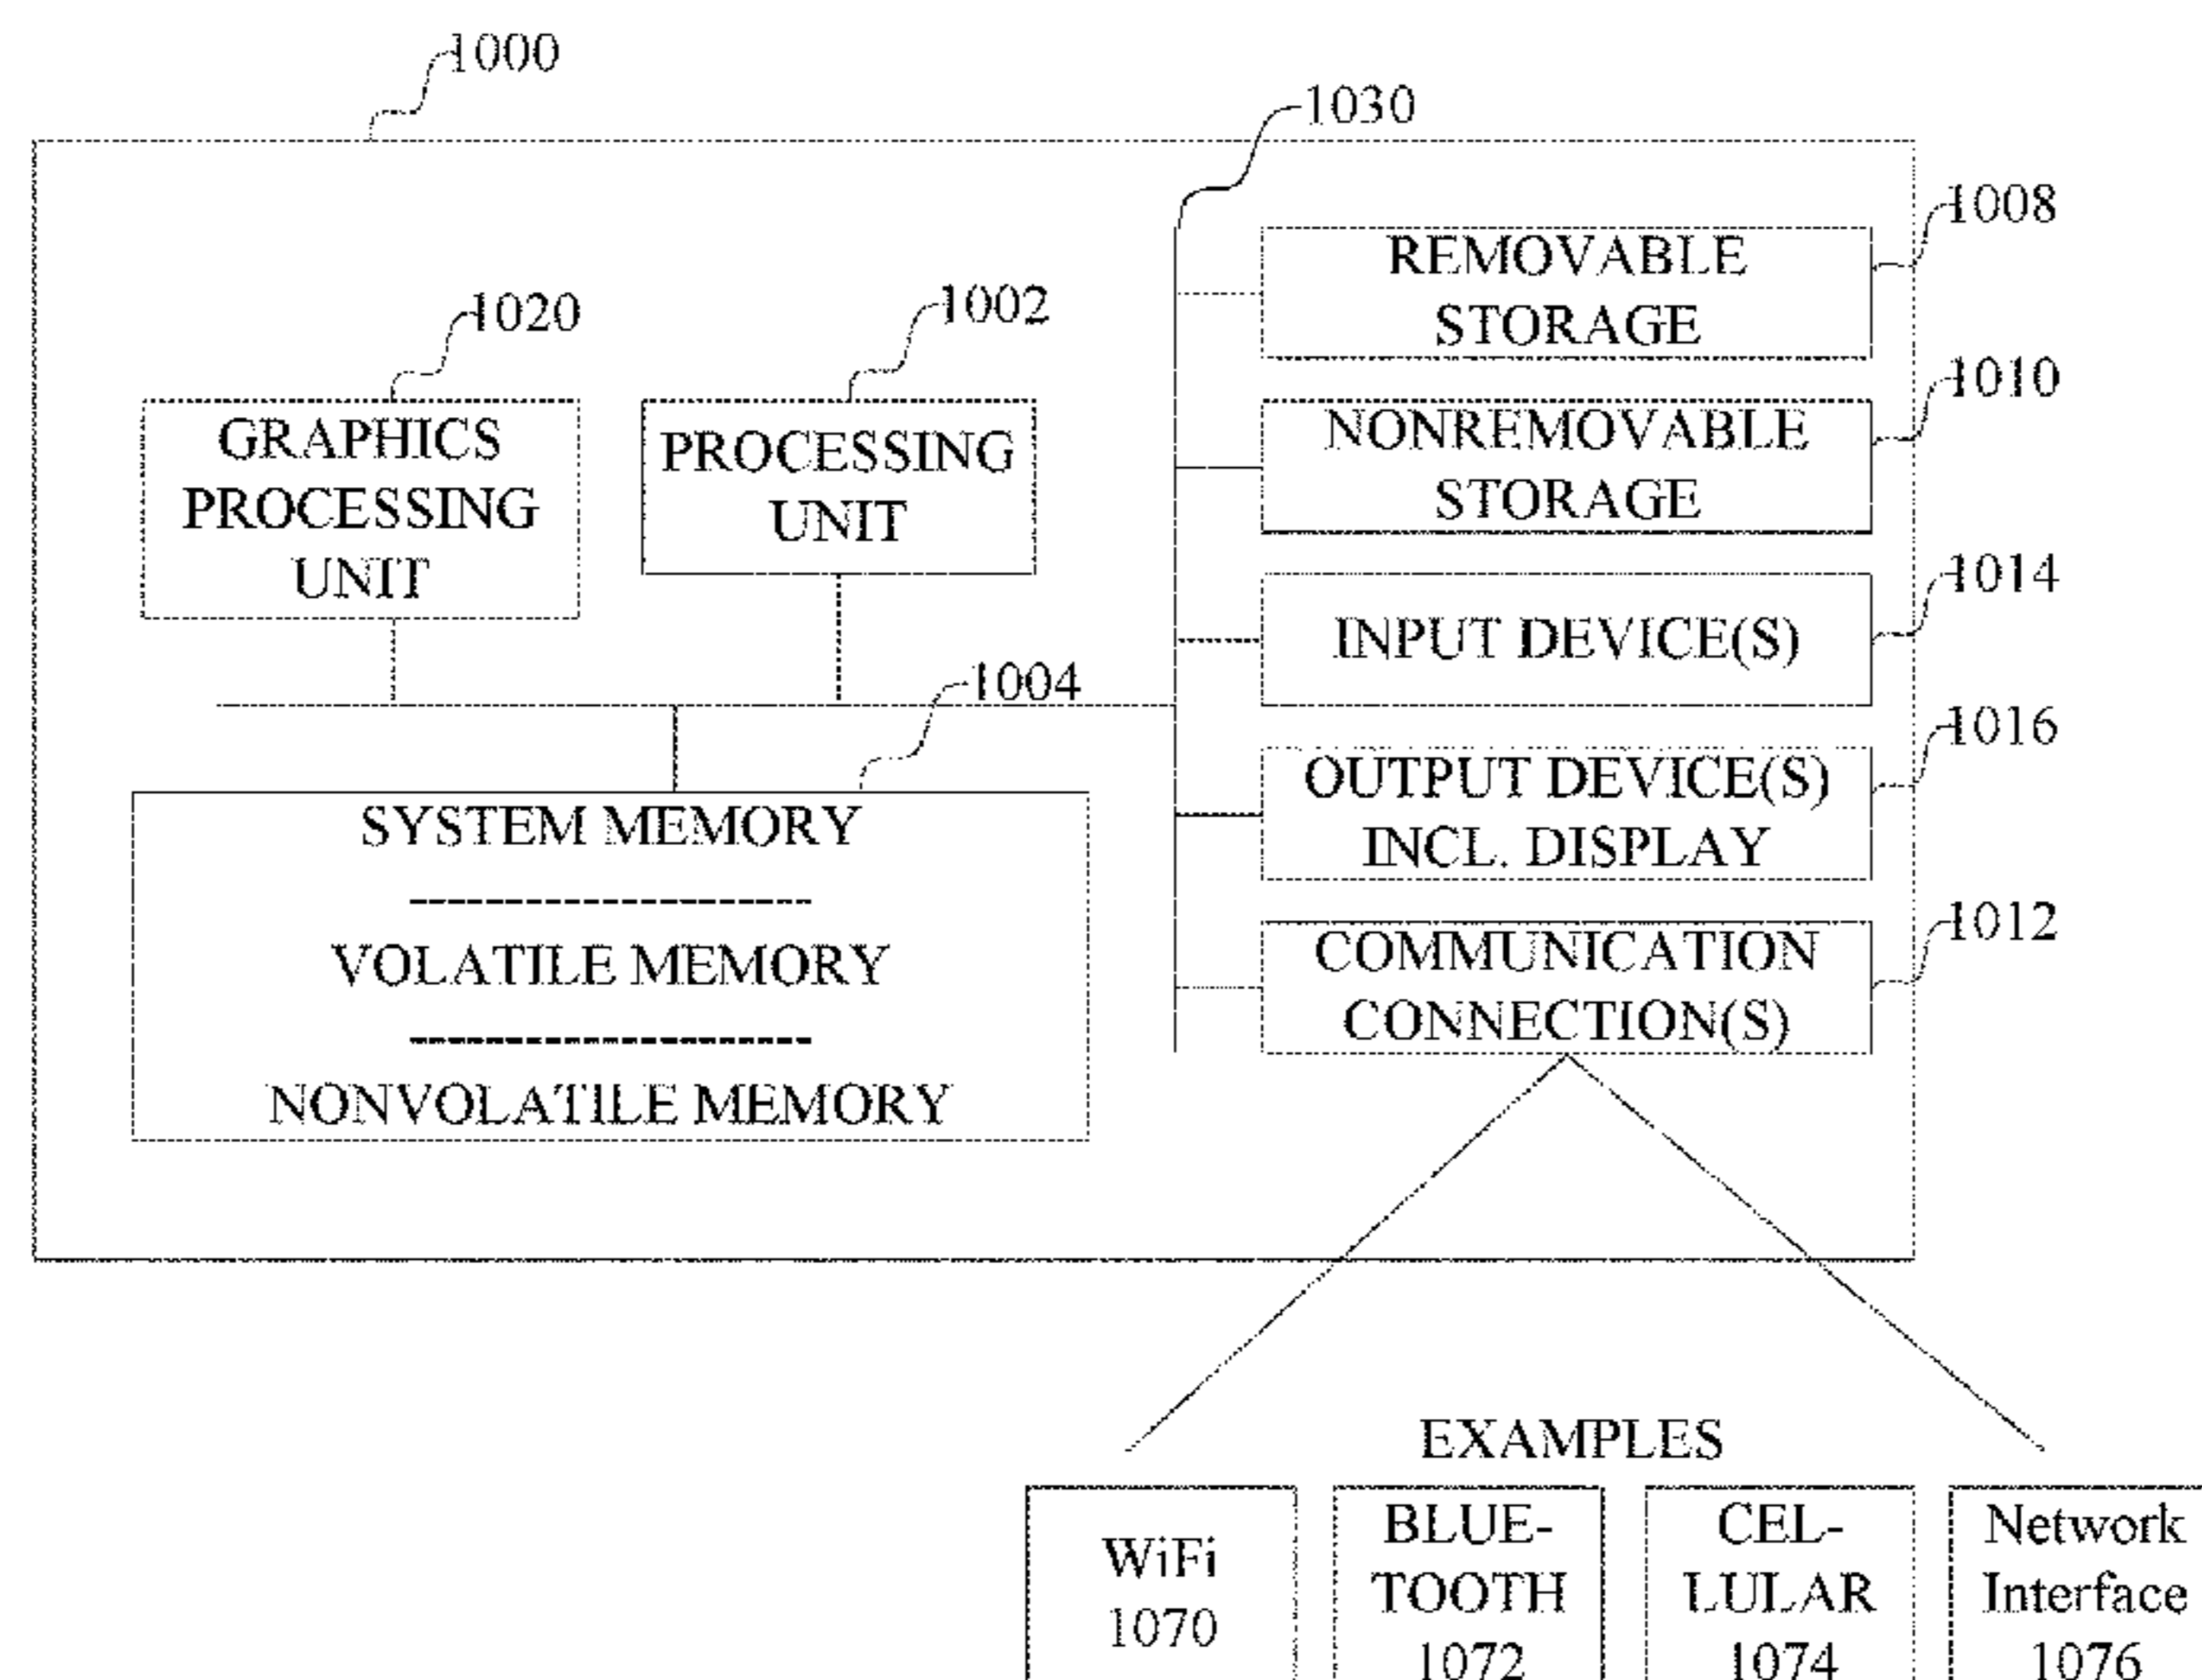 1000
1030
1008
REMOVABLE
STORAGE
1020
1002
1010
GRAPHICS
PROCESSING
UNIT
PROCESSING
UNIT
NONREMOVABLE
STORAGE
1014
INPUT DEVICE(S)
1004
1016
SYSTEM MEMORY
VOLATILE MEMORY
NONVOLATILE MEMORY
OUTPUT DEVICE(S)
INCL. DISPLAY
1012
COMMUNICATION
CONNECTION(S)
EXAMPLES
WiFi
1070
BLUE-
TOOTH
1072
CEL-
LULAR
1074
Network
Interface
1076